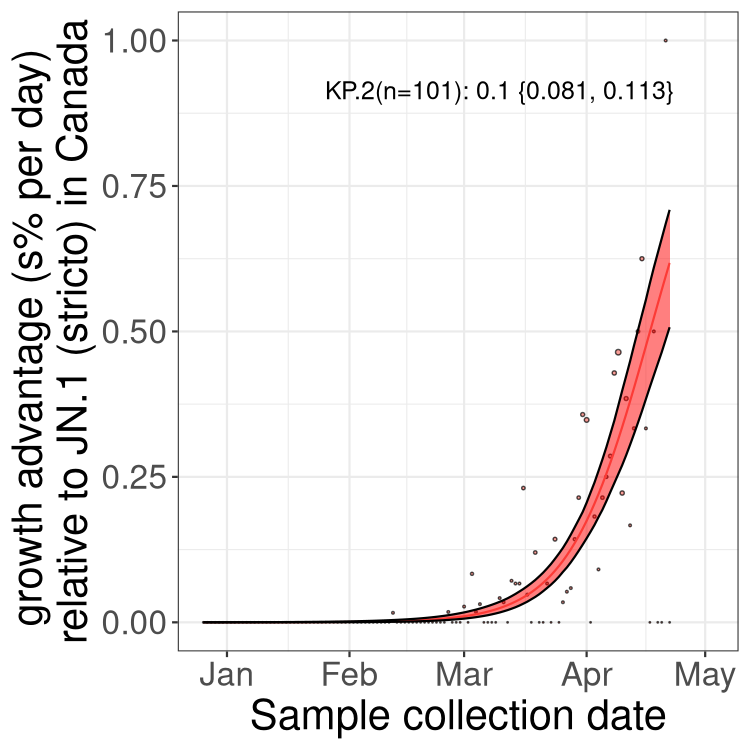 growth advantage (s% per day)
relative to JN.1 (stricto) in Canada
1.00
0.75
0.50
0.25
0.00
KP.2(n=101): 0.1 {0.081, 0.113}
Jan Feb Mar Apr May
Sample collection date